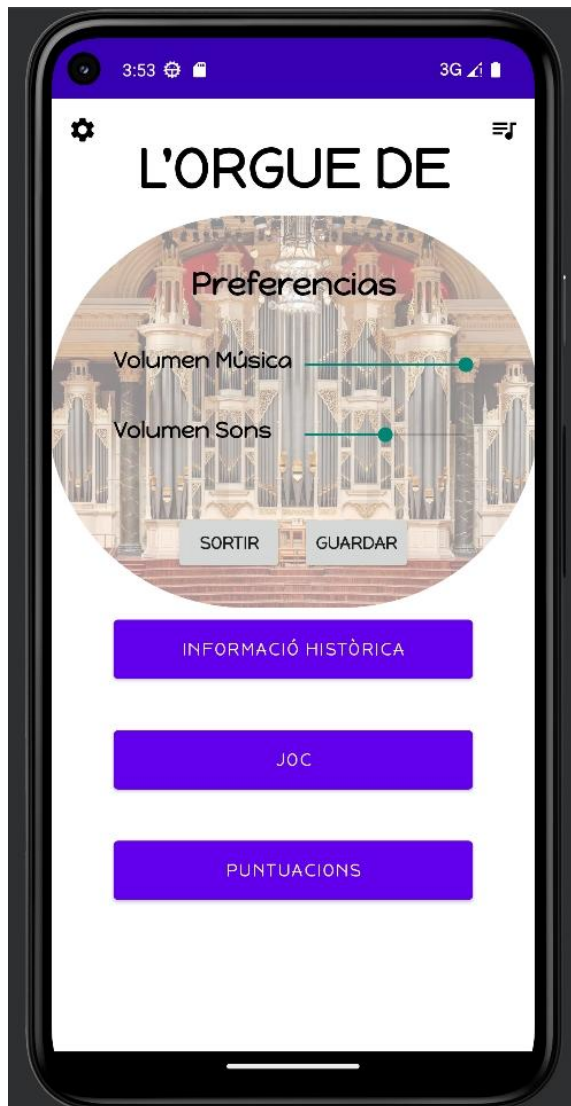 3:53 3G
L'ORGUE DE
Preferencias
Volumen Música
Volumen Sons
SORTIR GUARDAR
INFORMACIÓ HISTÒRICA
JOC
PUNTUACIONS